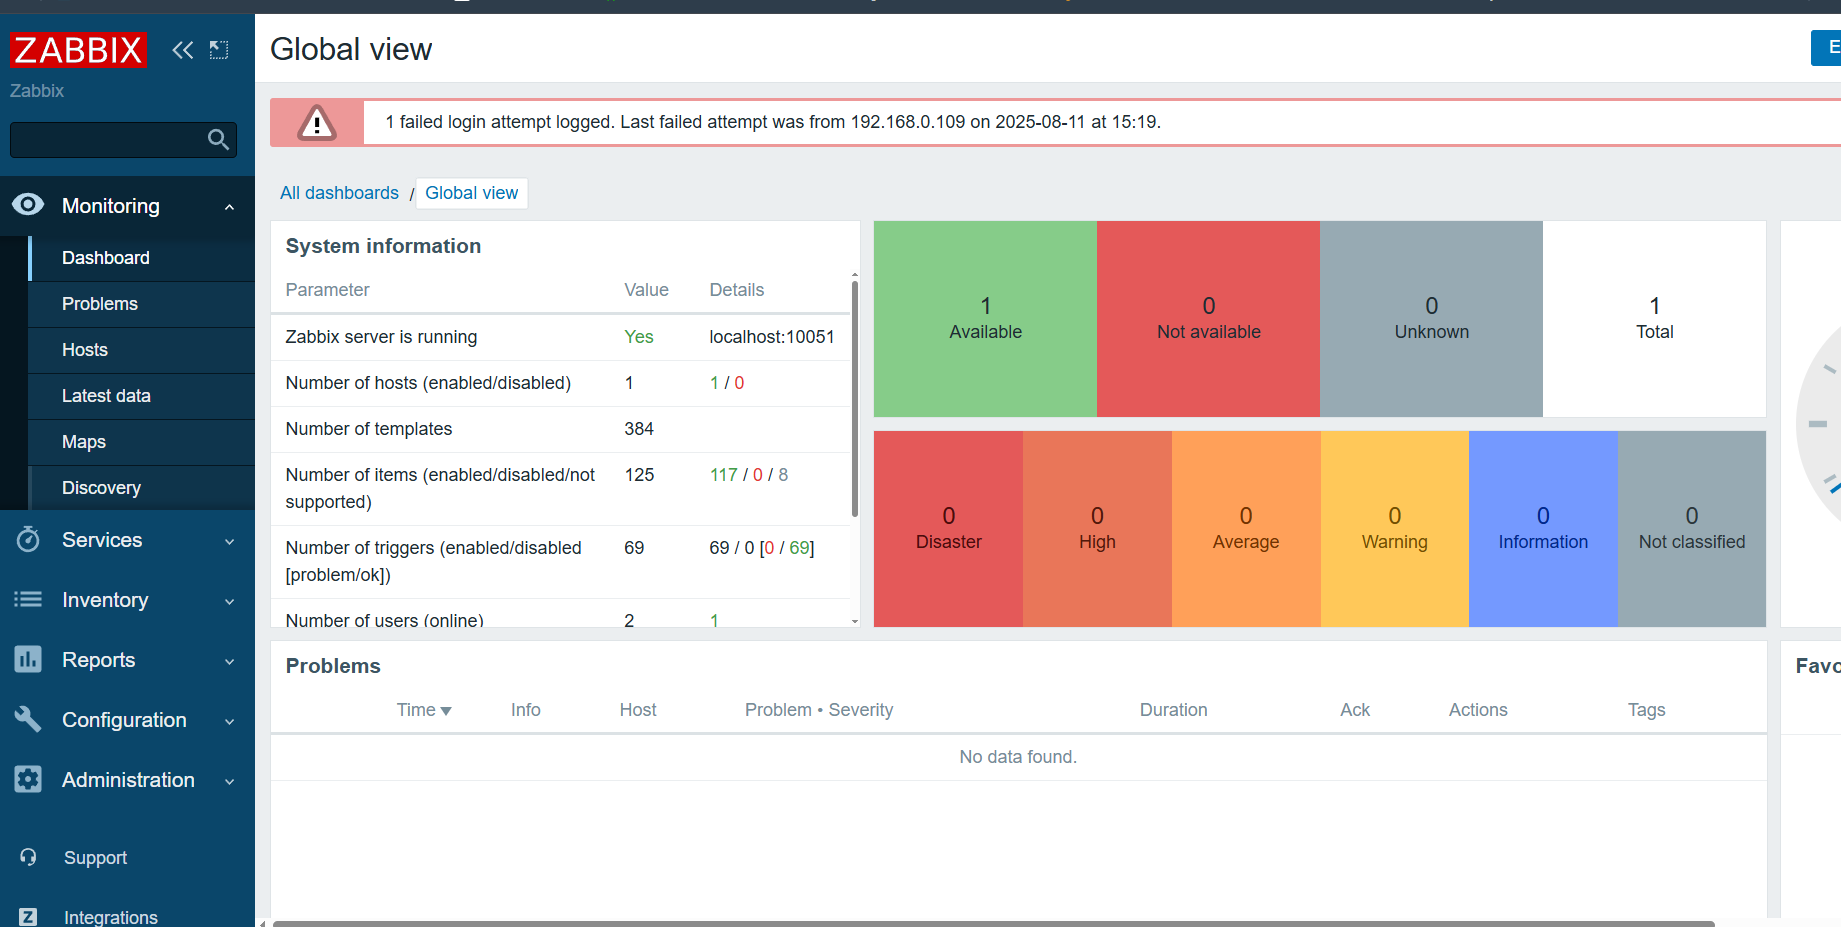 ZABBIX
Zabbix
Monitoring
Dashboard
Problems
Hosts
Latest data
Maps
Discovery
Services
Inventory
Reports
Configuration
Administration
Support
Integrations
Global view
1 failed login attempt logged. Last failed attempt was from 192.168.0.109 on 2025-08-11 at 15:19.
All dashboards / Global view
System information
Parameter Value Details
Zabbix server is running Yes localhost:10051
Number of hosts (enabled/disabled) 1 1 / 0
Number of templates 384
Number of items (enabled/disabled/not 125 117 / 0 / 8
supported)
Number of triggers (enabled/disabled 69 69 / 0 [0 / 69]
[problem/ok])
Number of users (online) 2 1
1 0 0 1
Available Not available Unknown Total
0 0 0 0 0 0
Disaster High Average Warning Information Not classified
Problems
Time Info Host Problem • Severity Duration Ack Actions Tags
No data found.